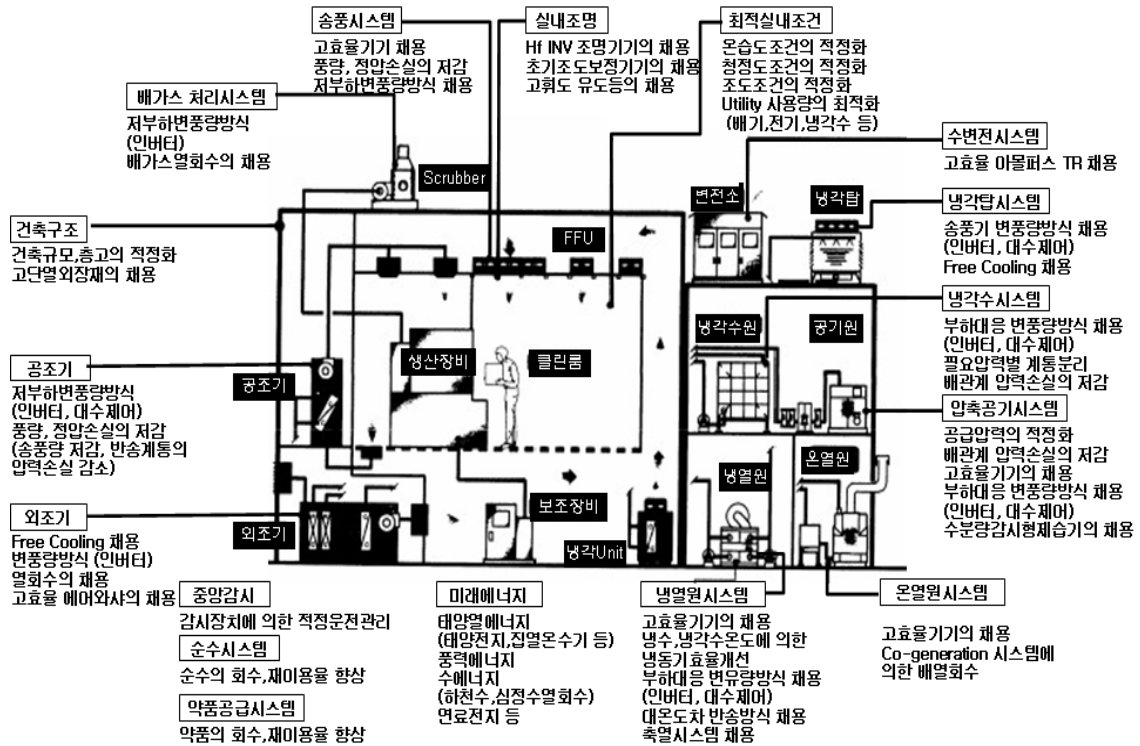 송풍시스템
고효율기기 채용
풍량, 정압손실의 저감
저부하변풍량방식 채용
실내조명
Hf INV 조명기기의 채용
초기조도보정기기의 채용
고휘도 유도등의 채용
최적실내조건
온습도조건의 적정화
청정도조건의 적정화
조도조건의 적정화
Utility 사용량의 최적화
(배기,전기,냉각수 등)
배가스 처리시스템
저부하변풍량방식
(인버터)
배가스열회수의 채용
수변전시스템
고효율 아몰퍼스 TR 채용
Scrubber
변전소
냉각탑
냉각탑시스템
송풍기 변풍량방식 채용
(인버터, 대수제어)
Free Cooling 채용
건축구조
건축규모,층고의 적정화
고단열외장재의 채용
FFU
냉각수시스템
부하대응 변풍량방식 채용
(인버터, 대수제어)
필요압력별 계통분리
배관계 압력손실의 저감
냉각수원
공기원
생산장비
클린룸
공조기
공조기
저부하변풍량방식
(인버터, 대수제어)
풍량, 정압손실의 저감
(송풍량 저감, 반송계통의
압력손실 감소)
압축공기시스템
공급압력의 적정화
배관계 압력손실의 저감
고효율기기의 채용
부하대응 변풍량방식 채용
(인버터, 대수제어)
수분량감시형제습기의 채용
냉열원
온열원
외조기
Free Cooling 채용
변풍량방식 (인버터)
열회수의 채용
고효율 에어와샤의 채용
외조기
보조장비
냉각Unit
중앙감시
감시장치에 의한 적정운전관리
순수시스템
순수의 회수,재이용율 향상
약품공급시스템
약품의 회수,재이용율 향상
미래에너지
태양열에너지
(태양전지,집열온수기 등)
풍력에너지
수에너지
(하천수,심정수열회수)
연료전지 등
냉열원시스템
고효율기기의 채용
냉수,냉각수온도에 의한
냉동기효율개선
부하대응 변유량방식 채용
(인버터, 대수제어)
대온도차 반송방식 채용
축열시스템 채용
온열원시스템
고효율기기의 채용
Co-generation 시스템에
의한 배열회수